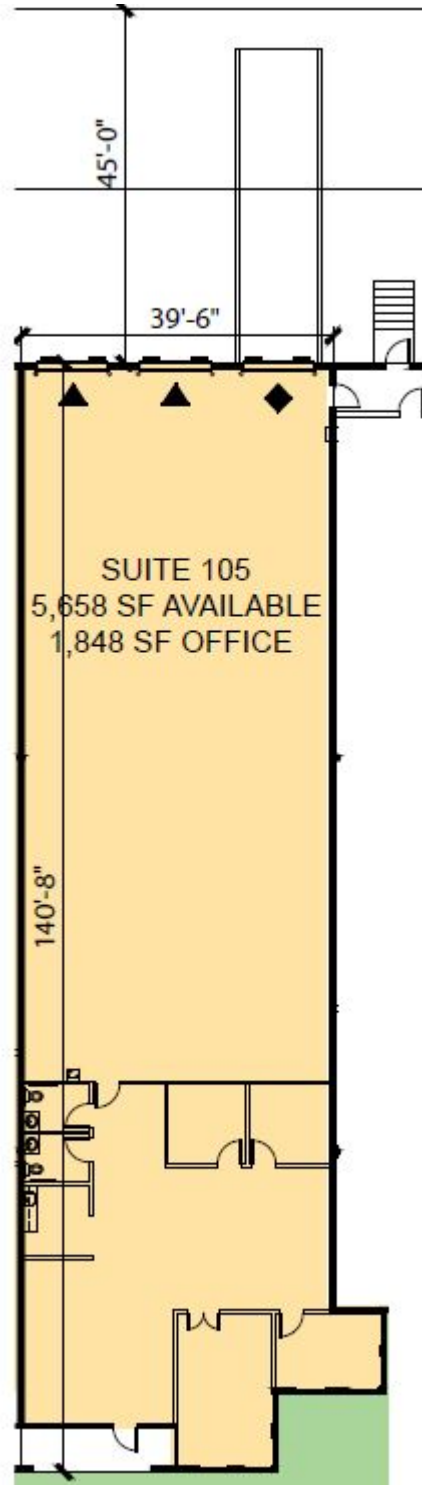 45'-0"
39'-6"
SUITE 105
5,658 SF AVAILABLE
1,848 SF OFFICE
140'-8"